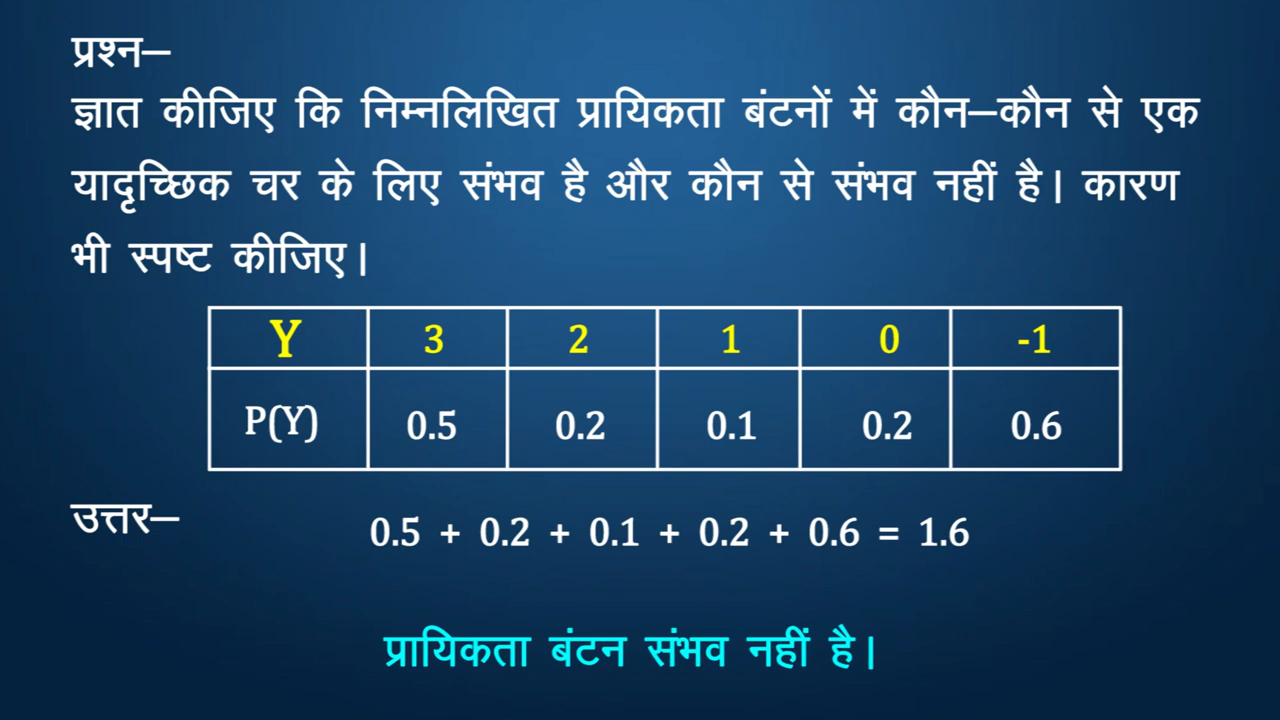 प्रश्न–
ज्ञात कीजिए कि निम्नलिखित प्रायिकता बंटनों में कौन–कौन से एक
यादृच्छिक चर के लिए संभव है और कौन से संभव नहीं है। कारण
भी स्पष्ट कीजिए।
Y 3 2 1 0 -1
P(Y) 0.5 0.2 0.1 0.2 0.6
उत्तर–
0.5 + 0.2 + 0.1 + 0.2 + 0.6 = 1.6
प्रायिकता बंटन संभव नहीं है।